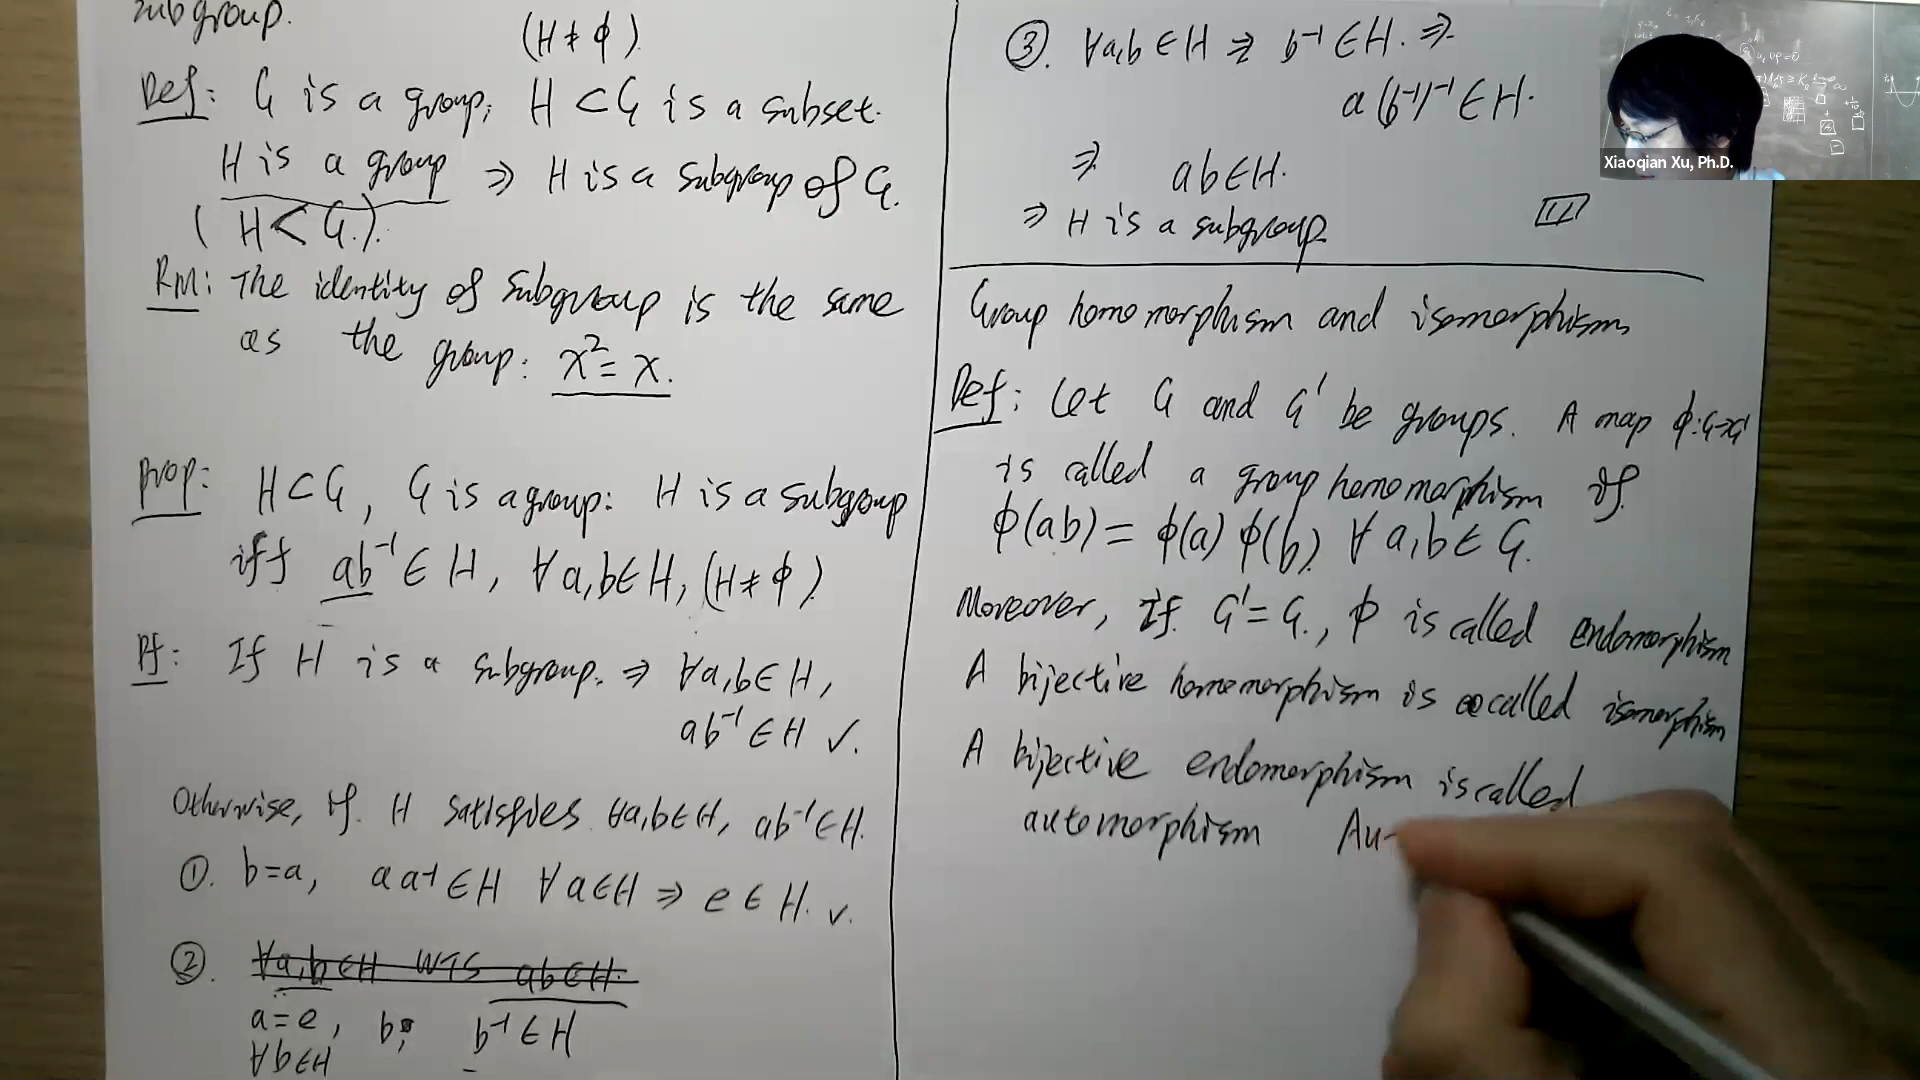 subgroup.
(H ≠ φ).
Def: G is a group; H ⊂ G is a subset.
H is a group ⇒ H is a subgroup of G.
( H < G.).
RM: The identity of subgroup is the same
as the group: x² = x.
Prop: H ⊂ G, G is a group: H is a subgroup
iff ab⁻¹ ∈ H, ∀ a,b ∈ H, (H ≠ φ).
Pf: If H is a subgroup. ⇒ ∀a,b ∈ H,
ab⁻¹ ∈ H ✓.
Otherwise, if H satisfies ∀a,b∈H, ab⁻¹∈H.
①. b=a, aa⁻¹ ∈ H ∀a∈H ⇒ e ∈ H. ✓.
②. ∀a,b ∈ H WTS ab ∈ H.
a = e, b; b⁻¹ ∈ H
∀b∈H
③. ∀a,b ∈ H ⇒ b⁻¹ ∈ H. ⇒
a(b⁻¹)⁻¹ ∈ H.
⇒ ab∈H.
⇒ H is a subgroup.
Group homomorphism and isomorphism
Def: Let G and G' be groups. A map φ:G→G'
is called a group homomorphism if.
φ(ab) = φ(a) φ(b) ∀ a,b ∈ G.
Moreover, if. G' = G., φ is called endomorphism
A bijective homomorphism is called isomorphism
A bijective endomorphism is called
automorphism Aut
Xiaoqian Xu, Ph.D.